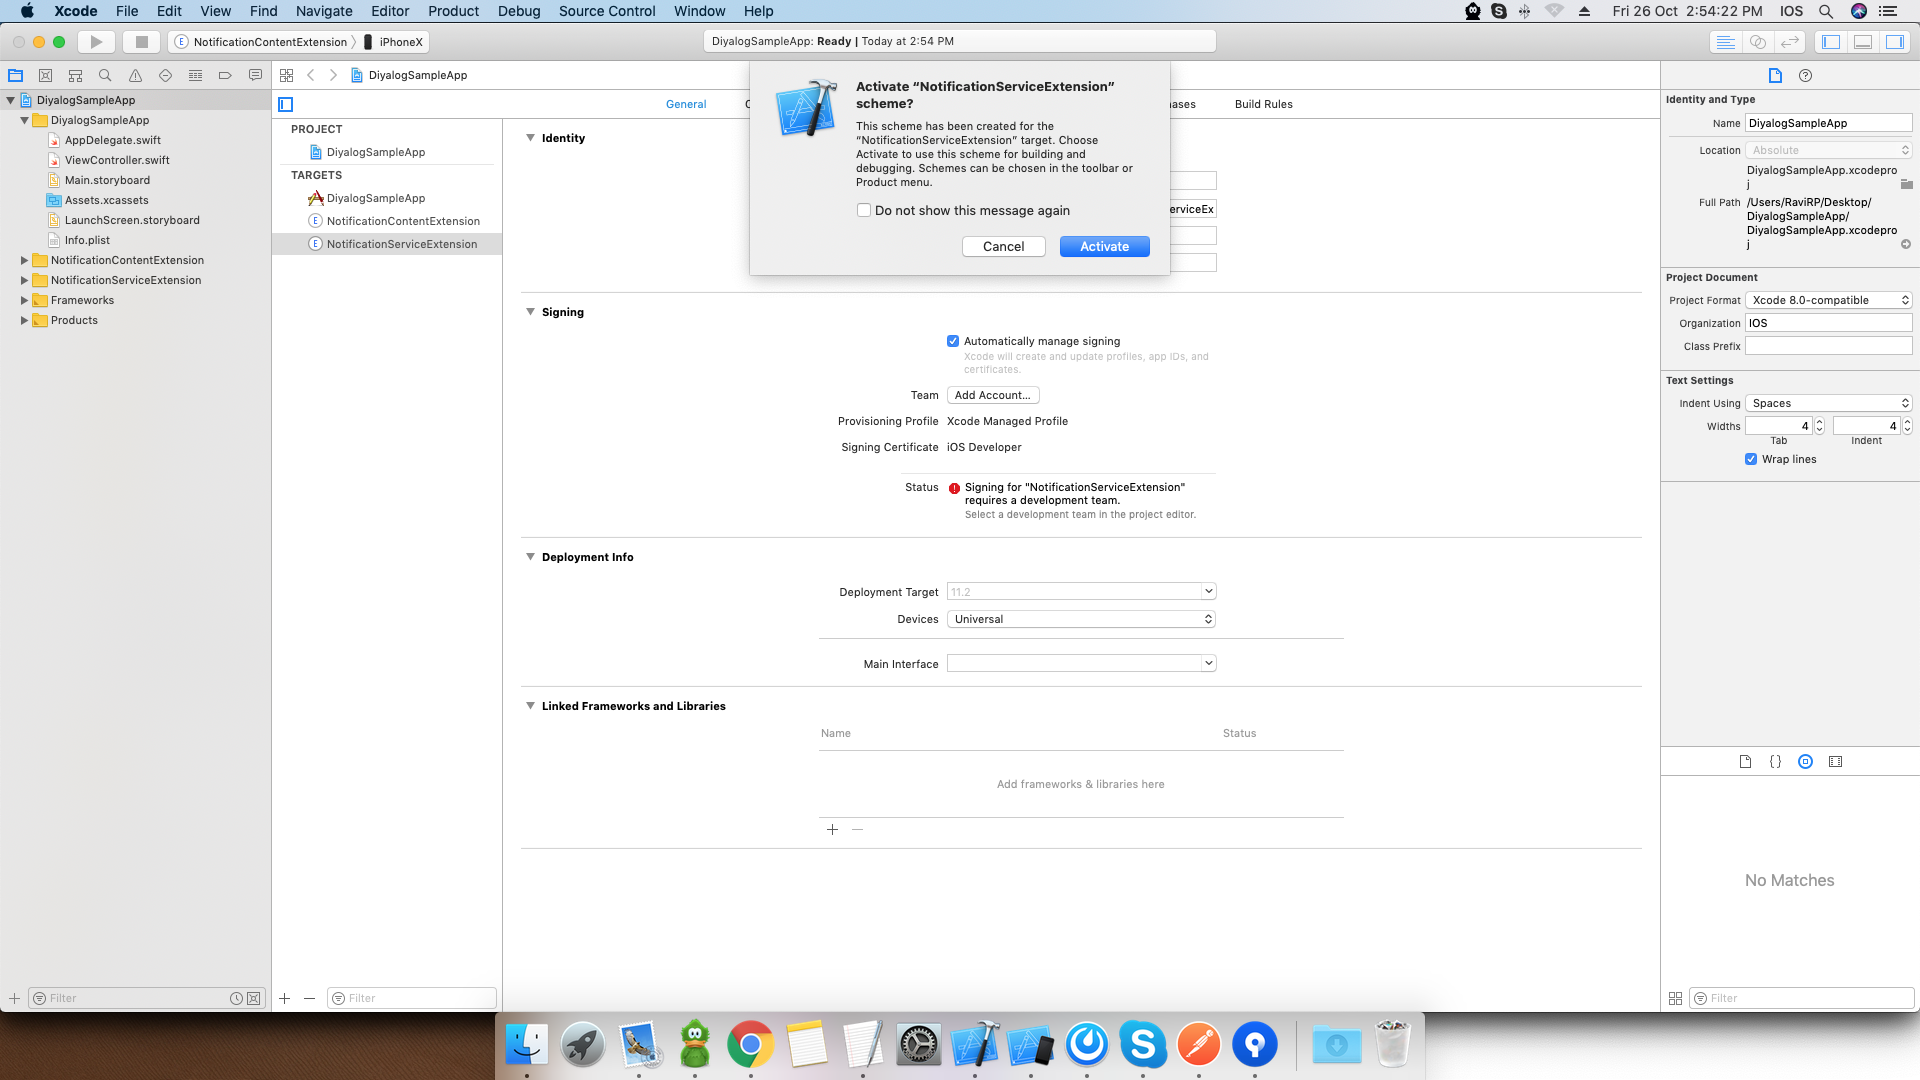 Xcode File Edit View Find Navigate Editor Product Debug Source Control Window Help
Fri 26 Oct 2:54:22 PM IOS
NotificationContentExtension iPhoneX
DiyalogSampleApp: Ready | Today at 2:54 PM
DiyalogSampleApp
DiyalogSampleApp
DiyalogSampleApp
AppDelegate.swift
ViewController.swift
Main.storyboard
Assets.xcassets
LaunchScreen.storyboard
Info.plist
NotificationContentExtension
NotificationServiceExtension
Frameworks
Products
Filter
PROJECT
DiyalogSampleApp
TARGETS
DiyalogSampleApp
NotificationContentExtension
NotificationServiceExtension
Filter
General
Build Rules
Activate “NotificationServiceExtension”
scheme?
This scheme has been created for the
“NotificationServiceExtension” target. Choose
Activate to use this scheme for building and
debugging. Schemes can be chosen in the toolbar or
Product menu.
Do not show this message again
Cancel Activate
Identity
erviceEx
Signing
Automatically manage signing
Xcode will create and update profiles, app IDs, and
certificates.
Team Add Account...
Provisioning Profile Xcode Managed Profile
Signing Certificate iOS Developer
Status Signing for "NotificationServiceExtension"
requires a development team.
Select a development team in the project editor.
Deployment Info
Deployment Target 11.2
Devices Universal
Main Interface
Linked Frameworks and Libraries
Name Status
Add frameworks & libraries here
Identity and Type
Name DiyalogSampleApp
Location Absolute
DiyalogSampleApp.xcodepro
j
Full Path /Users/RaviRP/Desktop/
DiyalogSampleApp/
DiyalogSampleApp.xcodepro
j
Project Document
Project Format Xcode 8.0-compatible
Organization IOS
Class Prefix
Text Settings
Indent Using Spaces
Widths 4 4
Tab Indent
Wrap lines
No Matches
Filter